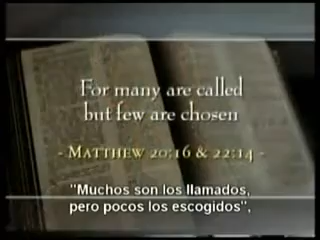 For many are called
but few are chosen
- MATTHEW 20:16 & 22:14 -
"Muchos son los llamados,
pero pocos los escogidos",